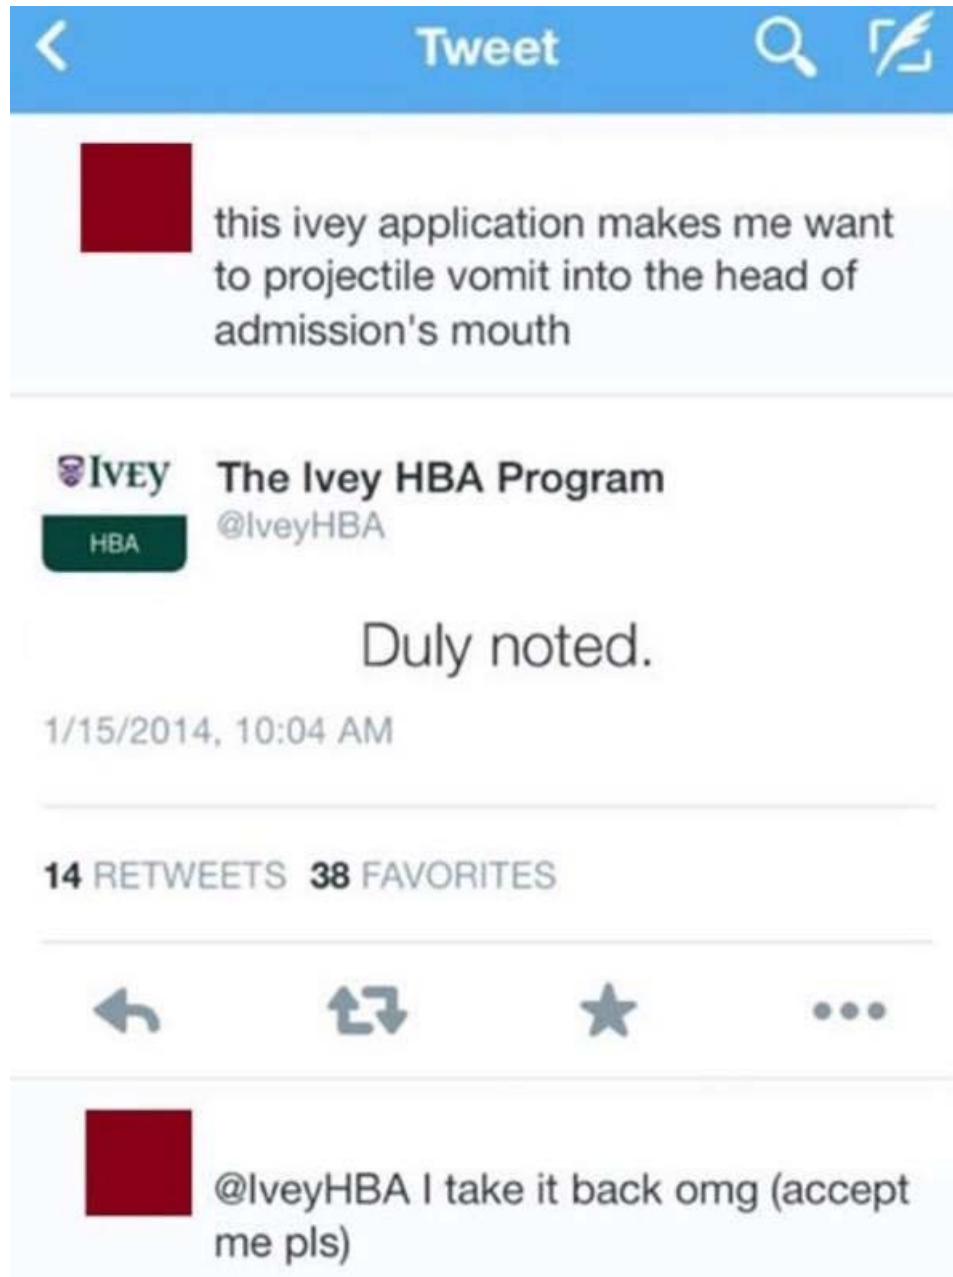 Tweet
this ivey application makes me want
to projectile vomit into the head of
admission's mouth
IVEY
HBA
The Ivey HBA Program
@IveyHBA
Duly noted.
1/15/2014, 10:04 AM
14 RETWEETS 38 FAVORITES
@IveyHBA I take it back omg (accept
me pls)